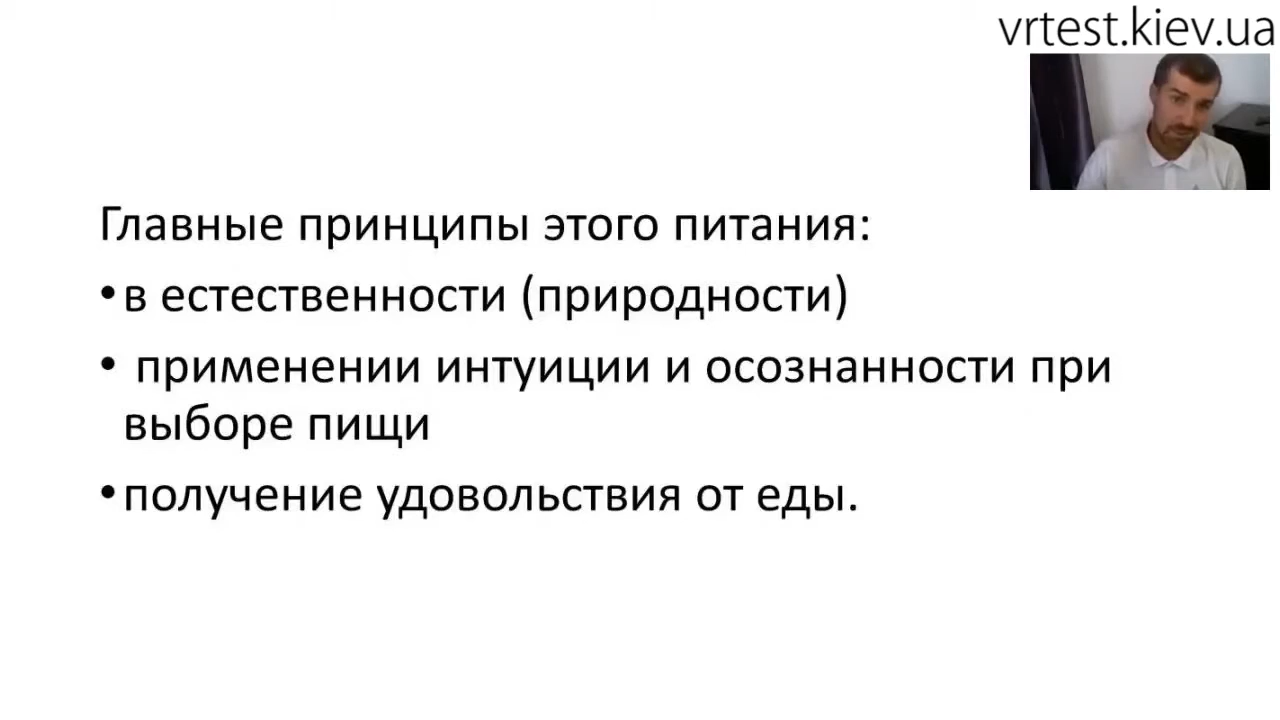 vrtest.kiev.ua
Главные принципы этого питания:
•в естественности (природности)
• применении интуиции и осознанности при
выборе пищи
•получение удовольствия от еды.